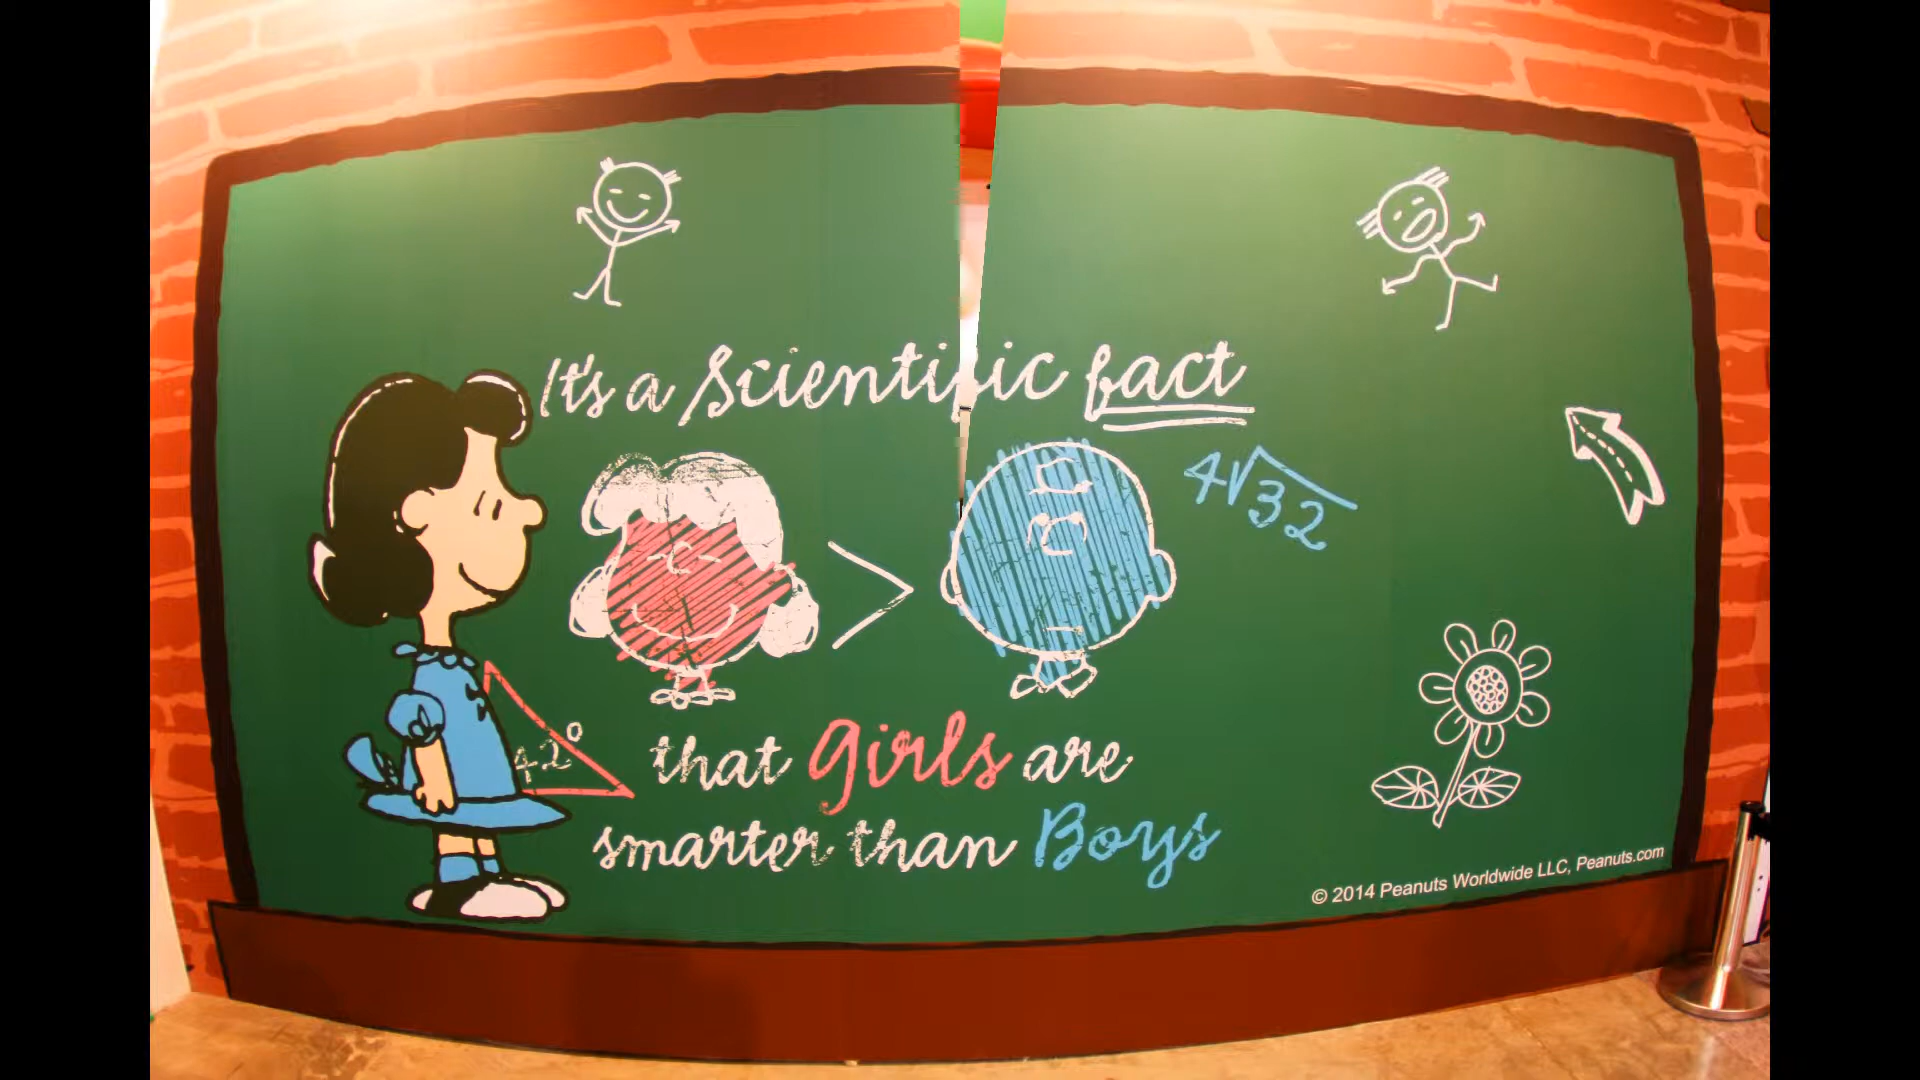 It's a Scientific fact
4√32
>
42°
that girls are
smarter than Boys
© 2014 Peanuts Worldwide LLC, Peanuts.com